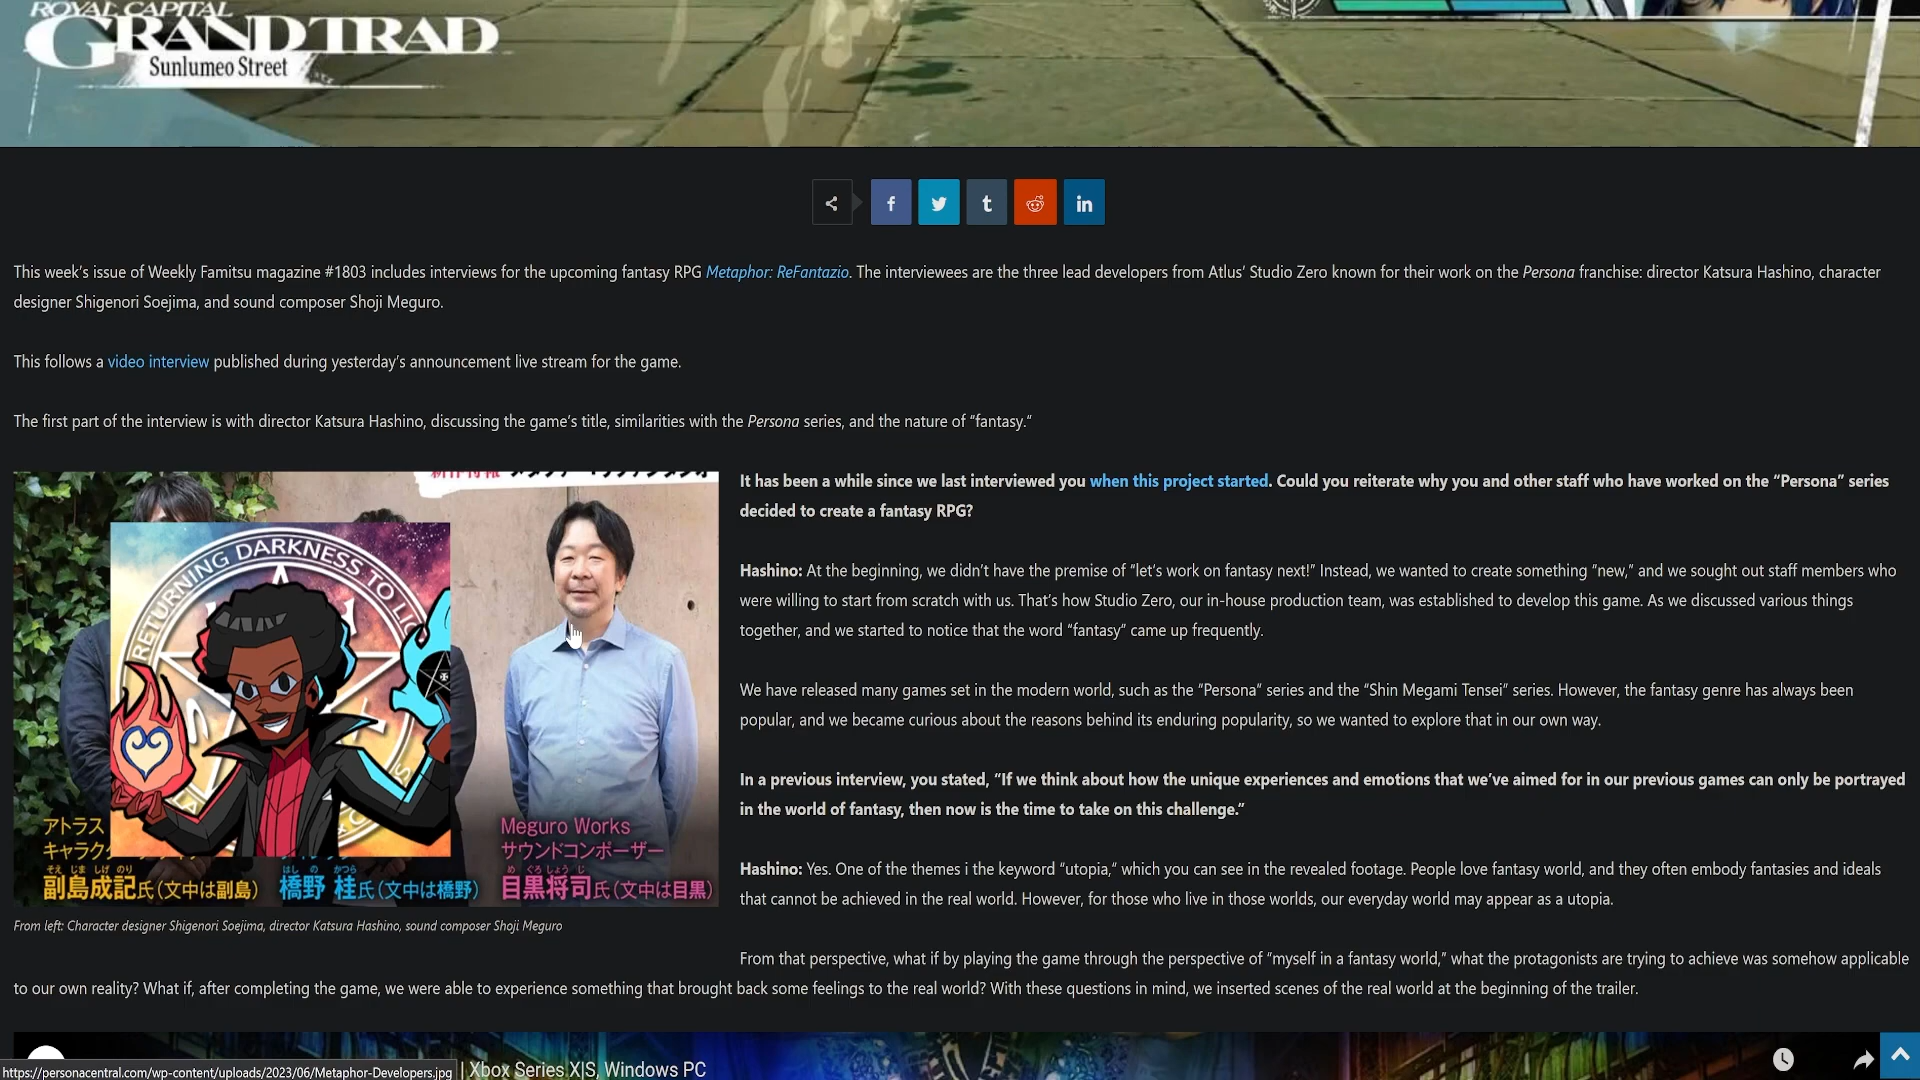 ROYAL CAPITAL
GRAND TRAD
Sunlumeo Street
This week's issue of Weekly Famitsu magazine #1803 includes interviews for the upcoming fantasy RPG Metaphor: ReFantazio. The interviewees are the three lead developers from Atlus' Studio Zero known for their work on the Persona franchise: director Katsura Hashino, character
designer Shigenori Soejima, and sound composer Shoji Meguro.
This follows a video interview published during yesterday's announcement live stream for the game.
The first part of the interview is with director Katsura Hashino, discussing the game's title, similarities with the Persona series, and the nature of "fantasy."
It has been a while since we last interviewed you when this project started. Could you reiterate why you and other staff who have worked on the "Persona" series
decided to create a fantasy RPG?
Hashino: At the beginning, we didn't have the premise of "let's work on fantasy next!" Instead, we wanted to create something "new," and we sought out staff members who
were willing to start from scratch with us. That's how Studio Zero, our in-house production team, was established to develop this game. As we discussed various things
together, and we started to notice that the word "fantasy" came up frequently.
We have released many games set in the modern world, such as the "Persona" series and the "Shin Megami Tensei" series. However, the fantasy genre has always been
popular, and we became curious about the reasons behind its enduring popularity, so we wanted to explore that in our own way.
In a previous interview, you stated, "If we think about how the unique experiences and emotions that we've aimed for in our previous games can only be portrayed
in the world of fantasy, then now is the time to take on this challenge."
Hashino: Yes. One of the themes i the keyword "utopia," which you can see in the revealed footage. People love fantasy world, and they often embody fantasies and ideals
that cannot be achieved in the real world. However, for those who live in those worlds, our everyday world may appear as a utopia.
From that perspective, what if by playing the game through the perspective of "myself in a fantasy world," what the protagonists are trying to achieve was somehow applicable
to our own reality? What if, after completing the game, we were able to experience something that brought back some feelings to the real world? With these questions in mind, we inserted scenes of the real world at the beginning of the trailer.
RETURNING DARKNESS TO LIG
アトラス
キャラク
そえ じま しげ のり
副島成記氏(文中は副島)
はし の かつら
橋野 桂氏(文中は橋野)
Meguro Works
サウンドコンポーザー
め ぐろ しょう じ
目黒将司氏(文中は目黒)
From left: Character designer Shigenori Soejima, director Katsura Hashino, sound composer Shoji Meguro
https://personacentral.com/wp-content/uploads/2023/06/Metaphor-Developers.jpg
| Xbox Series X|S, Windows PC